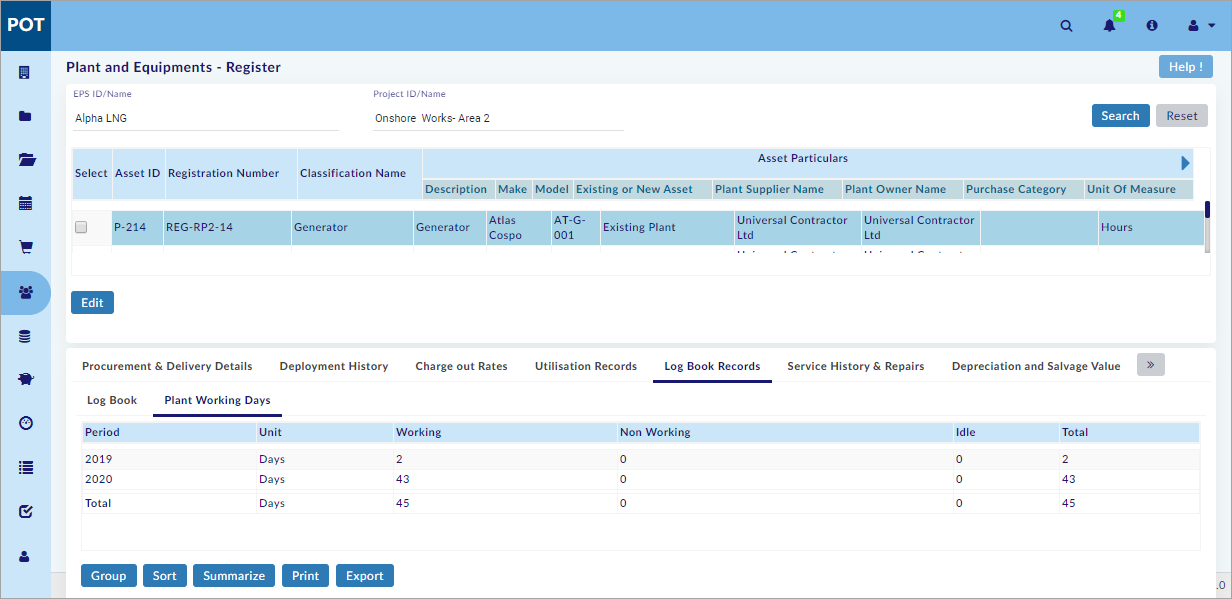 POT
4
Plant and Equipments - Register
Help !
EPS ID/Name
Project ID/Name
Alpha LNG
Onshore Works- Area 2
Search
Reset
Select
Asset ID
Registration Number
Classification Name
Asset Particulars
Description
Make
Model
Existing or New Asset
Plant Supplier Name
Plant Owner Name
Purchase Category
Unit Of Measure
P-214
REG-RP2-14
Generator
Generator
Atlas
Cospo
AT-G-
001
Existing Plant
Universal Contractor
Ltd
Universal Contractor
Ltd
Hours
Edit
Procurement & Delivery Details
Deployment History
Charge out Rates
Utilisation Records
Log Book Records
Service History & Repairs
Depreciation and Salvage Value
»
Log Book
Plant Working Days
Period Unit Working Non Working Idle Total
2019 Days 2 0 0 2
2020 Days 43 0 0 43
Total Days 45 0 0 45
Group
Sort
Summarize
Print
Export
.0